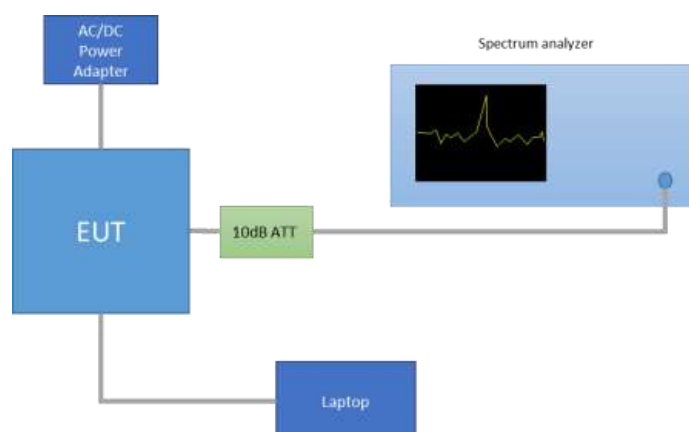 AC/DC
Power
Adapter
Spectrum analyzer
EUT
10dB ATT
Laptop